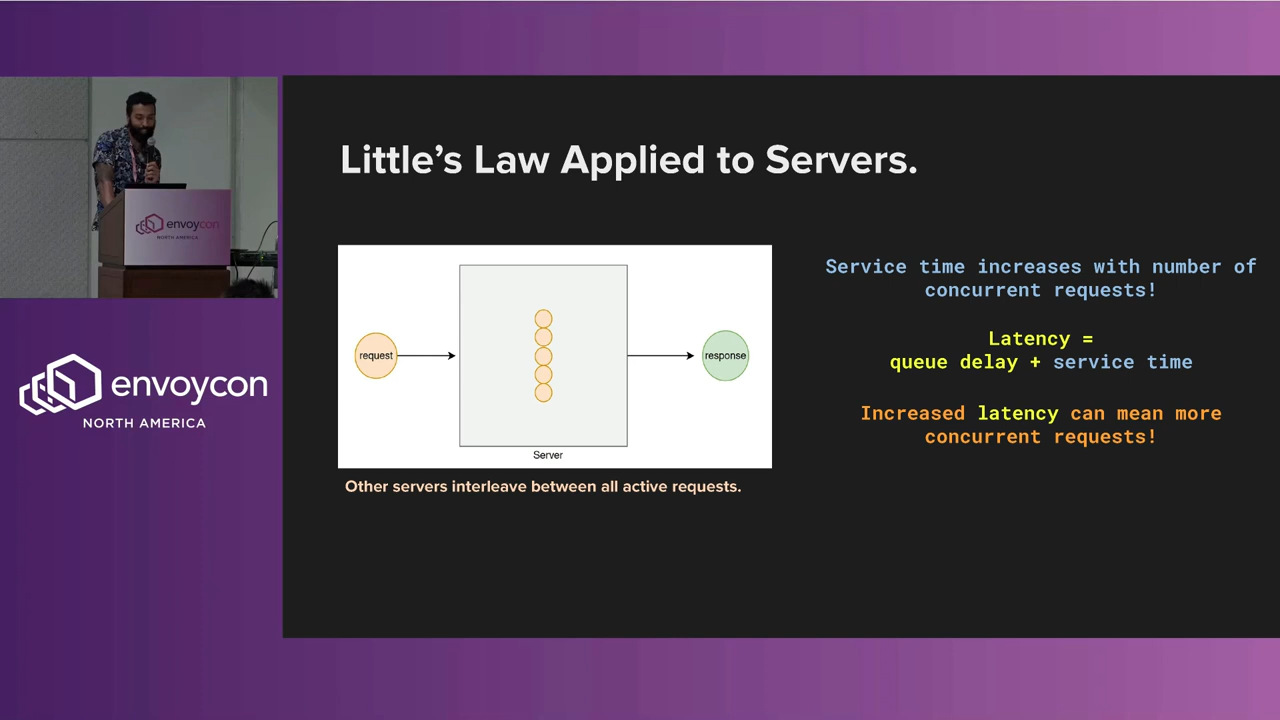 Little's Law Applied to Servers.
request
response
Server
Other servers interleave between all active requests.
Service time increases with number of
concurrent requests!
Latency =
queue delay + service time
Increased latency can mean more
concurrent requests!
envoycon
NORTH AMERICA
envoycon
NORTH AMERICA